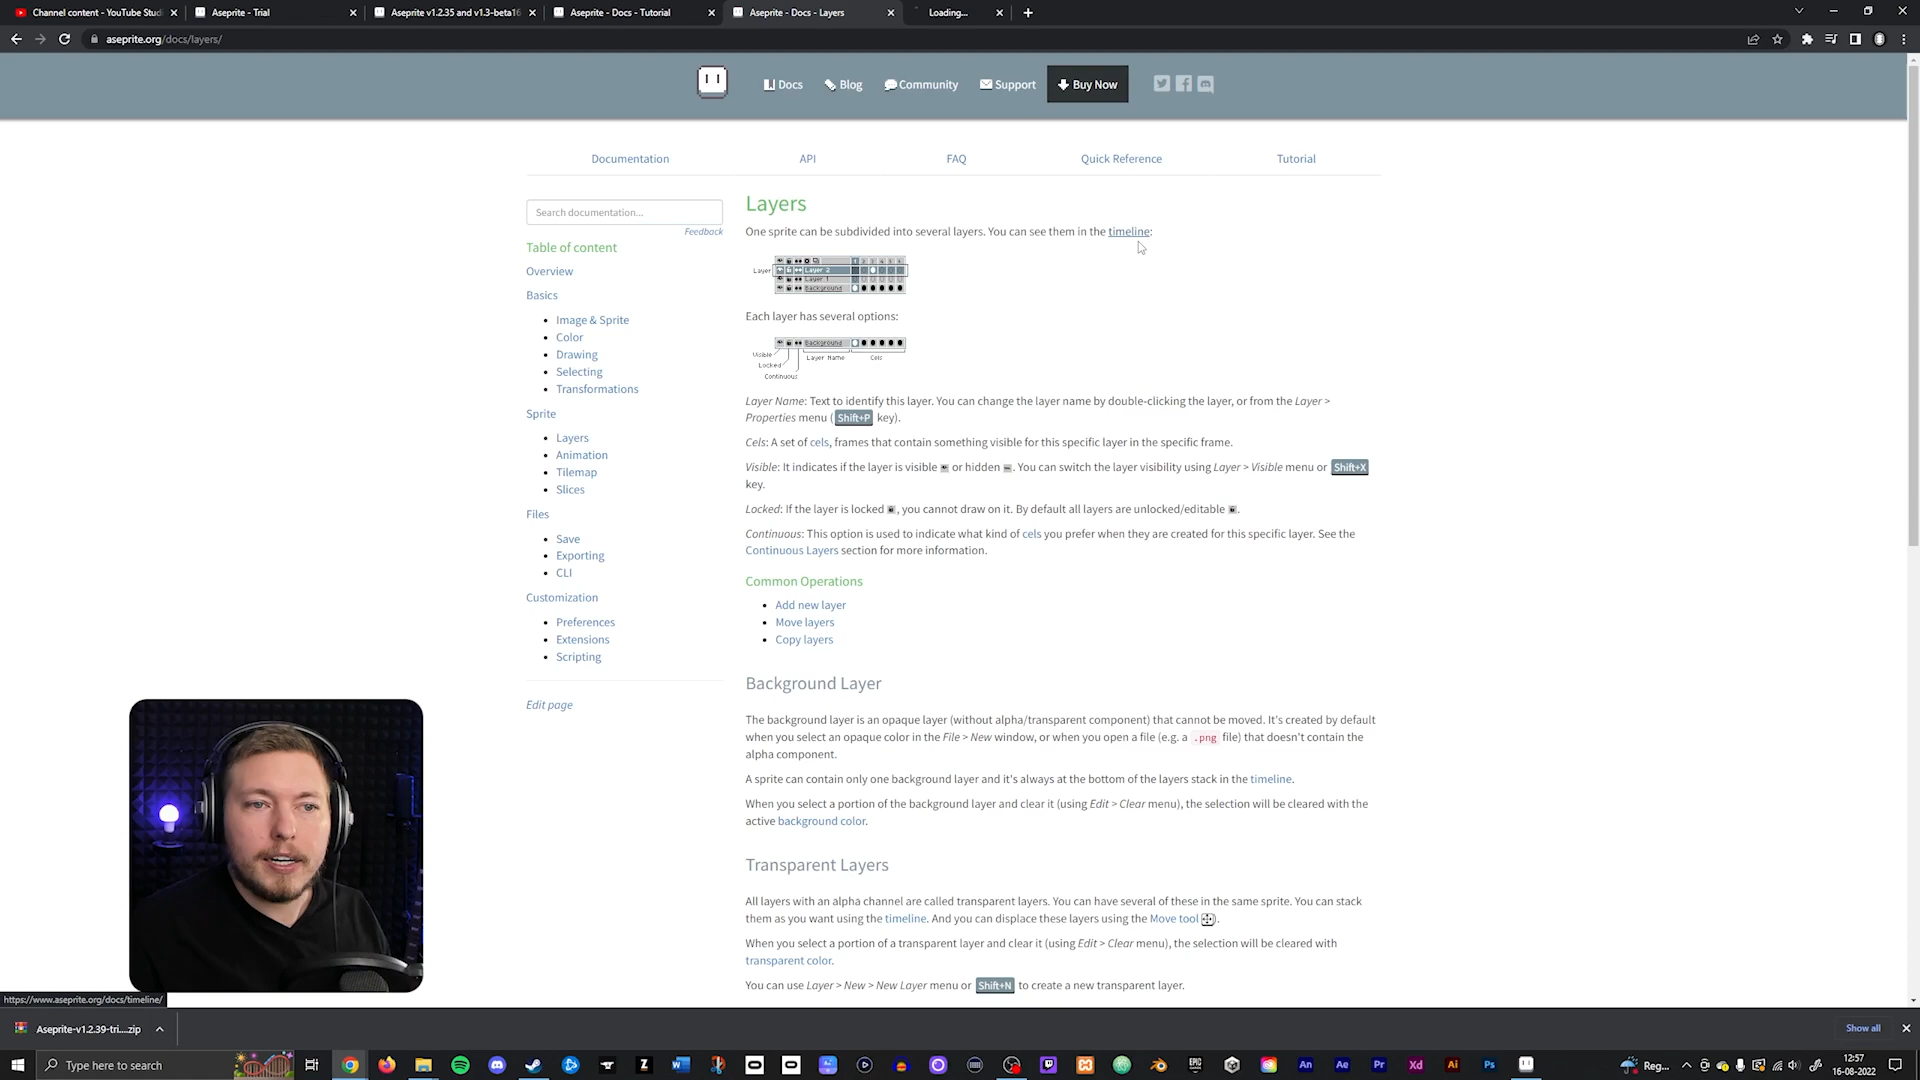 Channel content - YouTube Studi
Aseprite - Trial
Aseprite v1.2.35 and v1.3-beta16
Aseprite - Docs - Tutorial
Aseprite - Docs - Layers
Loading...
aseprite.org/docs/layers/
Docs
Blog
Community
Support
Buy Now
Documentation
API
FAQ
Quick Reference
Tutorial
Search documentation...
Feedback
Table of content
Overview
Basics
Image & Sprite
Color
Drawing
Selecting
Transformations
Sprite
Layers
Animation
Tilemap
Slices
Files
Save
Exporting
CLI
Customization
Preferences
Extensions
Scripting
Edit page
Layers
One sprite can be subdivided into several layers. You can see them in the timeline:
Layer
Layer 2
Layer 1
Background
Each layer has several options:
Background
Visible
Layer Name
Cels
Locked
Continuous
Layer Name: Text to identify this layer. You can change the layer name by double-clicking the layer, or from the Layer >
Properties menu ( Shift+P key).
Cels: A set of cels, frames that contain something visible for this specific layer in the specific frame.
Visible: It indicates if the layer is visible or hidden . You can switch the layer visibility using Layer > Visible menu or Shift+X
key.
Locked: If the layer is locked , you cannot draw on it. By default all layers are unlocked/editable .
Continuous: This option is used to indicate what kind of cels you prefer when they are created for this specific layer. See the
Continuous Layers section for more information.
Common Operations
Add new layer
Move layers
Copy layers
Background Layer
The background layer is an opaque layer (without alpha/transparent component) that cannot be moved. It's created by default
when you select an opaque color in the File > New window, or when you open a file (e.g. a .png file) that doesn't contain the
alpha component.
A sprite can contain only one background layer and it's always at the bottom of the layers stack in the timeline.
When you select a portion of the background layer and clear it (using Edit > Clear menu), the selection will be cleared with the
active background color.
Transparent Layers
All layers with an alpha channel are called transparent layers. You can have several of these in the same sprite. You can stack
them as you want using the timeline. And you can displace these layers using the Move tool .
When you select a portion of a transparent layer and clear it (using Edit > Clear menu), the selection will be cleared with
transparent color.
You can use Layer > New > New Layer menu or Shift+N to create a new transparent layer.
https://www.aseprite.org/docs/timeline/
Aseprite-v1.2.39-tri....zip
Show all
Type here to search
Z
An
Ae
Pr
Xd
Ai
Ps
EPIC
Reg...
12:57
16-08-2022